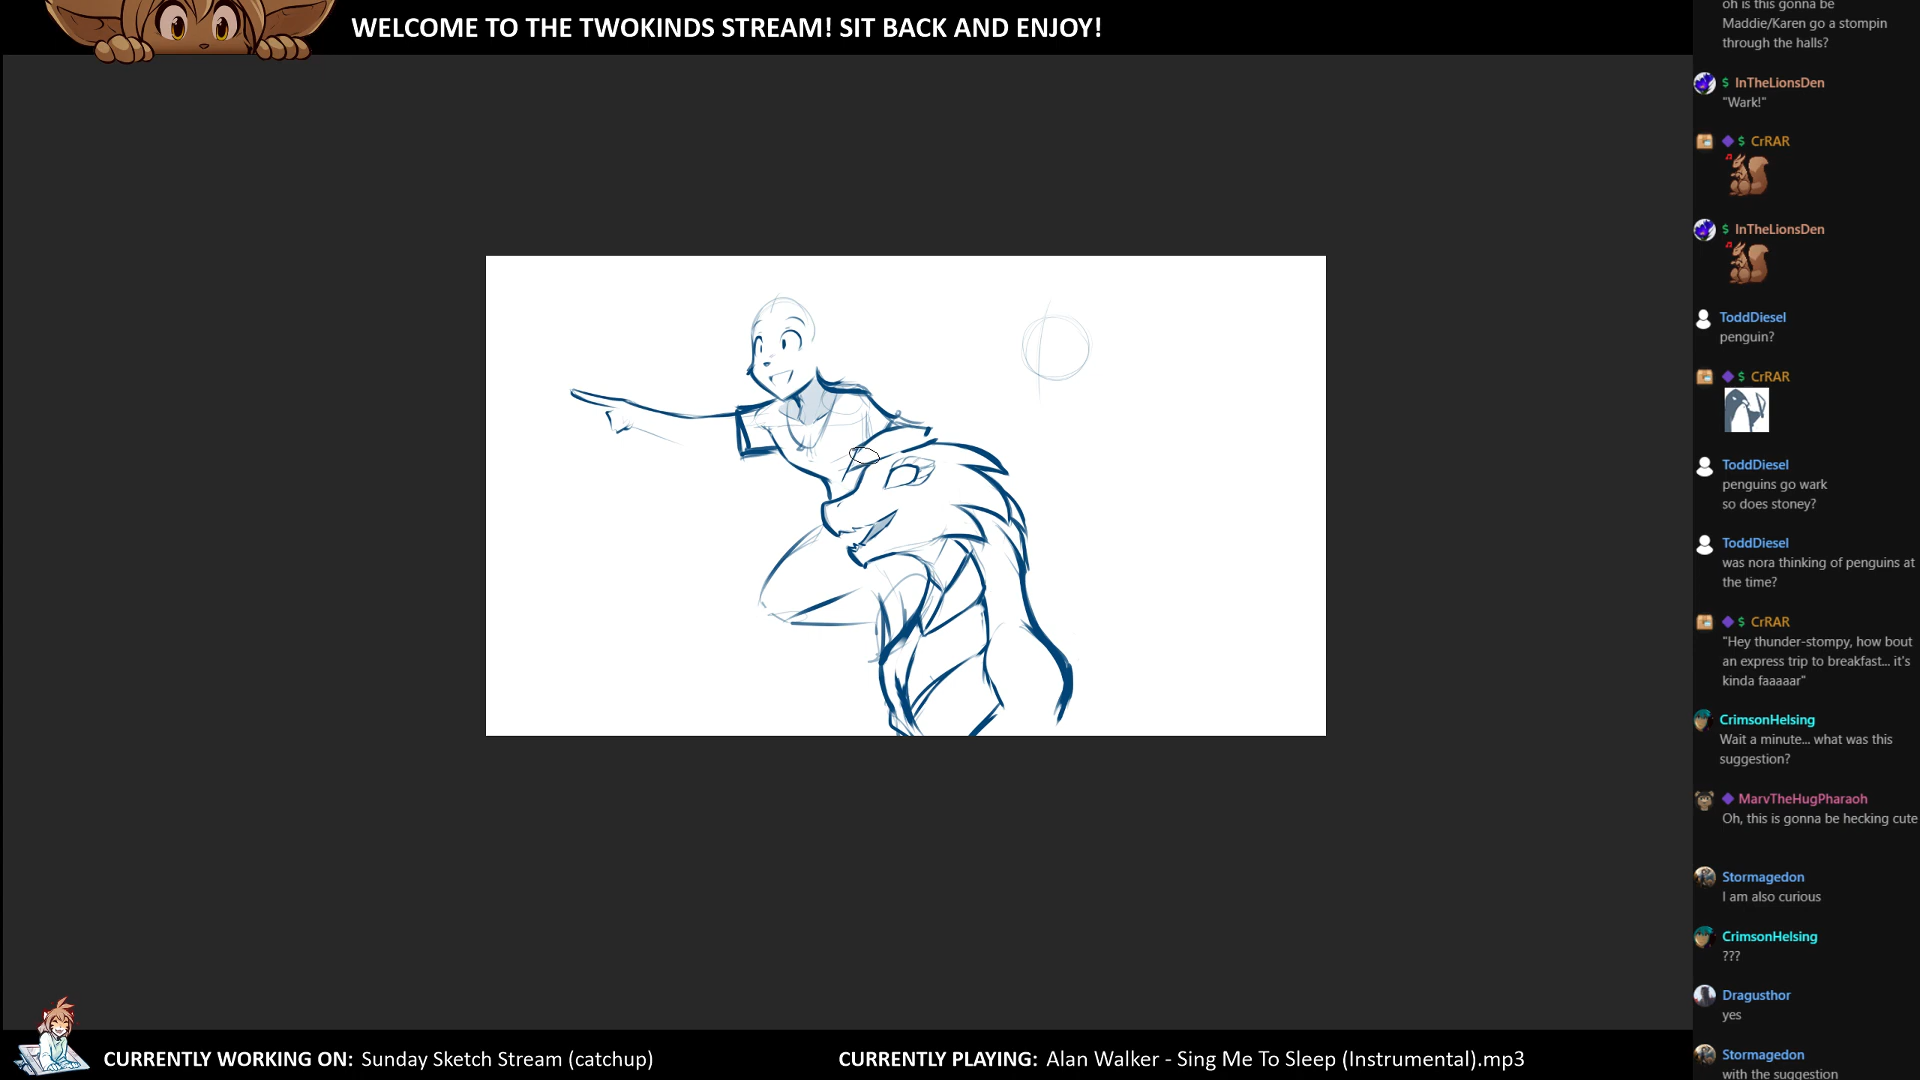 WELCOME TO THE TWOKINDS STREAM! SIT BACK AND ENJOY!
oh is this gonna be
Maddie/Karen go a stompin
through the halls?
$ InTheLionsDen
"Wark!"
$ CrRAR
$ InTheLionsDen
ToddDiesel
penguin?
$ CrRAR
ToddDiesel
penguins go wark
so does stoney?
ToddDiesel
was nora thinking of penguins at
the time?
$ CrRAR
"Hey thunder-stompy, how bout
an express trip to breakfast... it's
kinda faaaaar"
CrimsonHelsing
Wait a minute... what was this
suggestion?
MarvTheHugPharaoh
Oh, this is gonna be hecking cute
Stormagedon
I am also curious
CrimsonHelsing
???
Dragusthor
yes
Stormagedon
with the suggestion
CURRENTLY WORKING ON: Sunday Sketch Stream (catchup)
CURRENTLY PLAYING: Alan Walker - Sing Me To Sleep (Instrumental).mp3